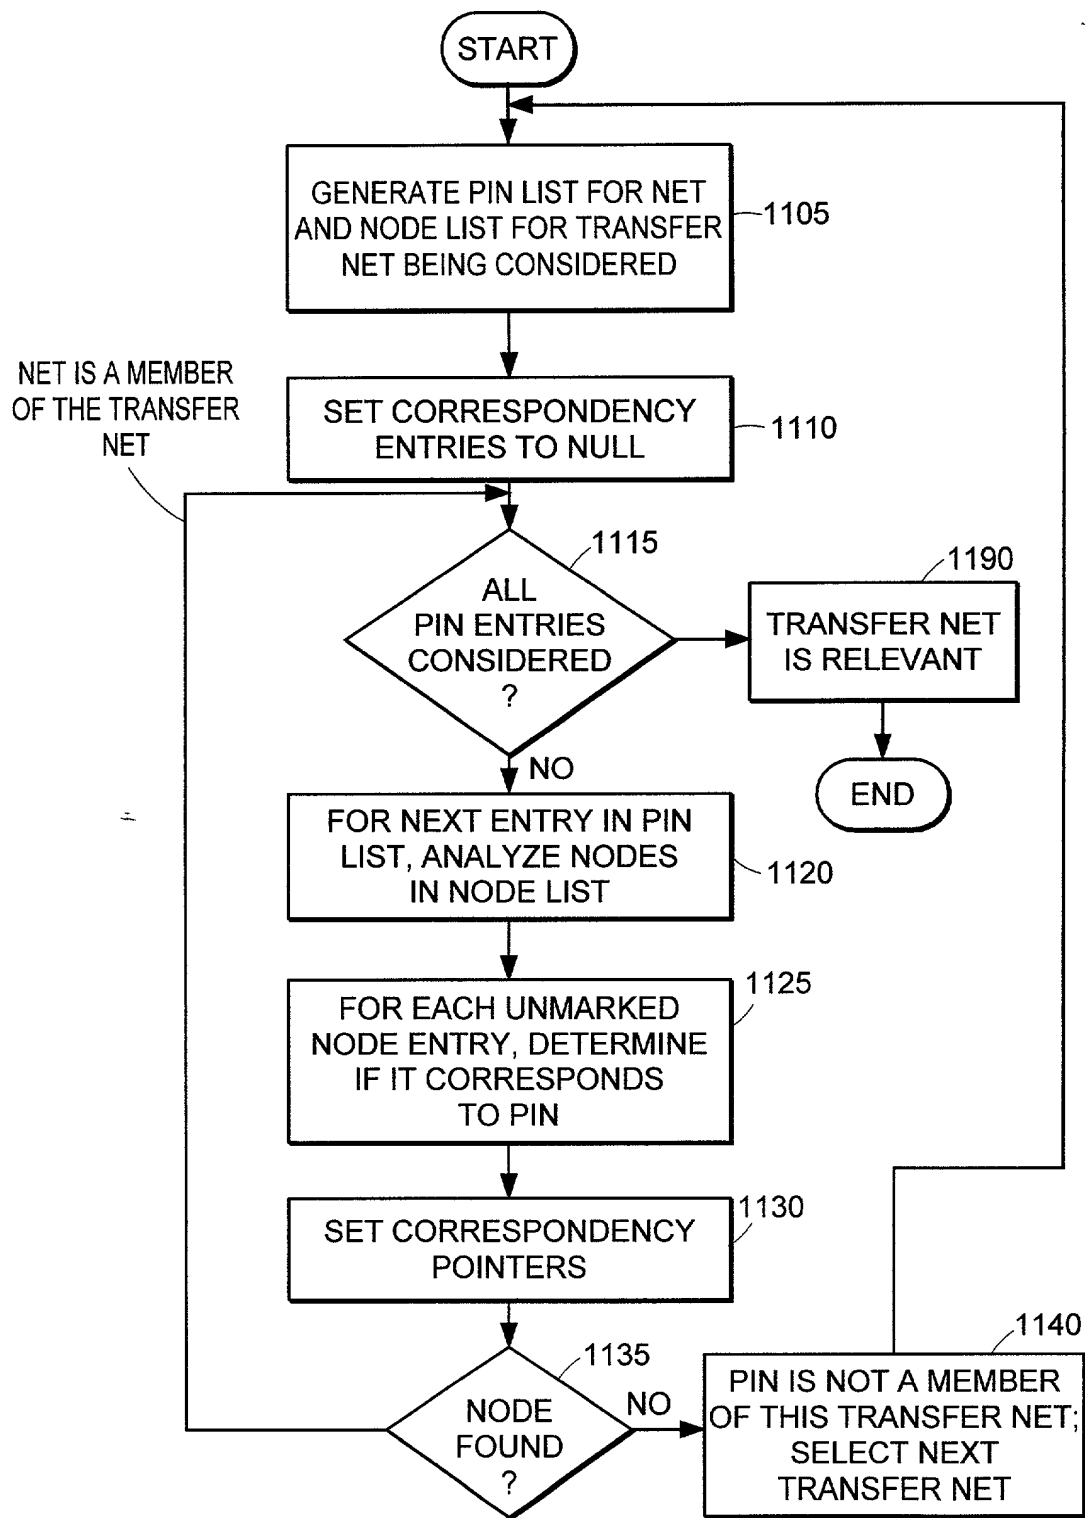 START
GENERATE PIN LIST FOR NET
AND NODE LIST FOR TRANSFER
NET BEING CONSIDERED
1105
NET IS A MEMBER
OF THE TRANSFER
NET
SET CORRESPONDENCY
ENTRIES TO NULL
1110
1115
ALL
PIN ENTRIES
CONSIDERED
?
1190
TRANSFER NET
IS RELEVANT
NO
END
FOR NEXT ENTRY IN PIN
LIST, ANALYZE NODES
IN NODE LIST
1120
1125
FOR EACH UNMARKED
NODE ENTRY, DETERMINE
IF IT CORRESPONDS
TO PIN
1130
SET CORRESPONDENCY
POINTERS
1135
NODE
FOUND
?
NO
1140
PIN IS NOT A MEMBER
OF THIS TRANSFER NET;
SELECT NEXT
TRANSFER NET